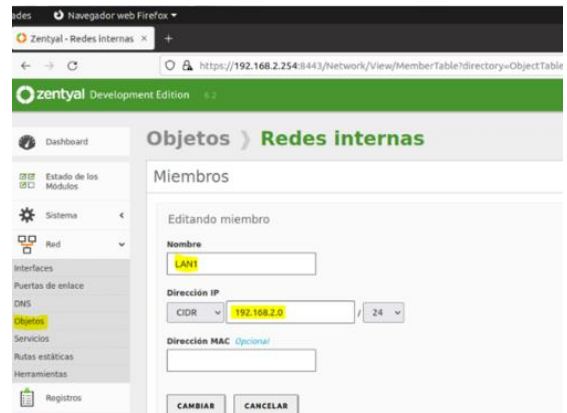 ades Navegador web Firefox
Zentyal - Redes internas × +
https://192.168.2.254:8443/Network/View/MemberTable?directory=ObjectTable
zentyal Development Edition 6.2
Dashboard
Estado de los Módulos
Sistema
Red
Interfaces
Puertas de enlace
DNS
Objetos
Servicios
Rutas estáticas
Herramientas
Registros
Objetos Redes internas
Miembros
Editando miembro
Nombre
LAN1
Dirección IP
CIDR 192.168.2.0 / 24
Dirección MAC Opcional
CAMBIAR CANCELAR